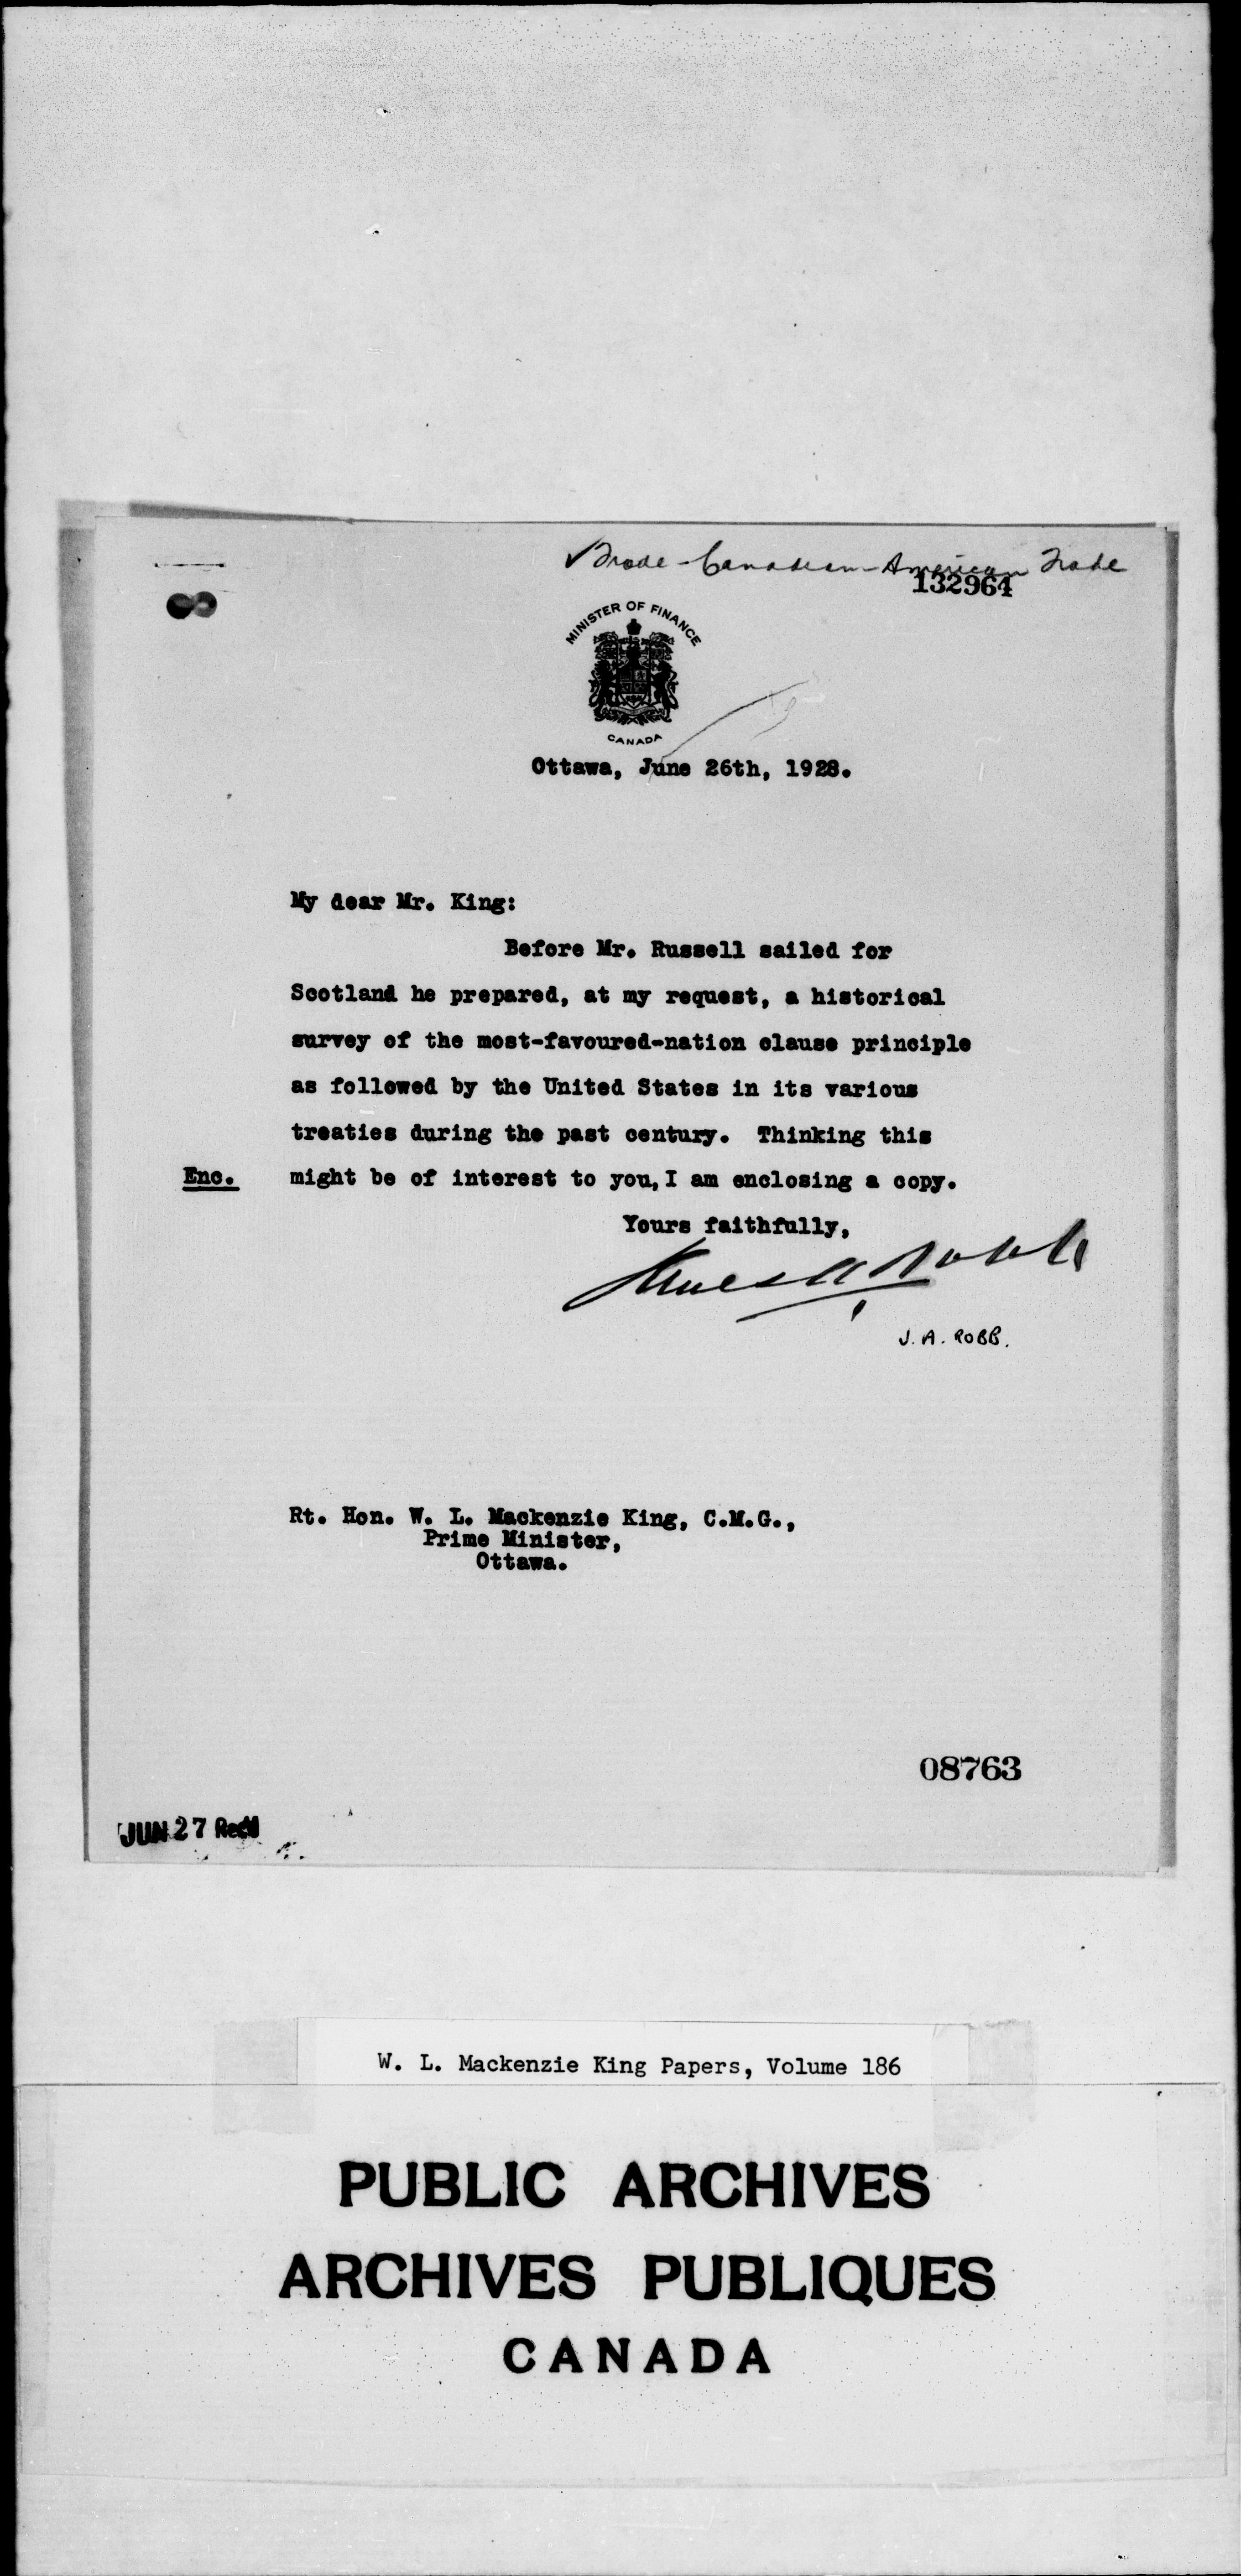 Trade - Canadian-American Trade
132964
MINISTER OF FINANCE
CANADA
Ottawa, June 26th, 1928.
My dear Mr. King:
Before Mr. Russell sailed for
Scotland he prepared, at my request, a historical
survey of the most-favoured-nation clause principle
as followed by the United States in its various
treaties during the past century. Thinking this
Enc. might be of interest to you, I am enclosing a copy.
Yours faithfully,
James A Robb
J. A. ROBB.
Rt. Hon. W. L. Mackenzie King, C.M.G.,
Prime Minister,
Ottawa.
08763
JUN 27 Rec'd
W. L. Mackenzie King Papers, Volume 186
PUBLIC ARCHIVES
ARCHIVES PUBLIQUES
CANADA